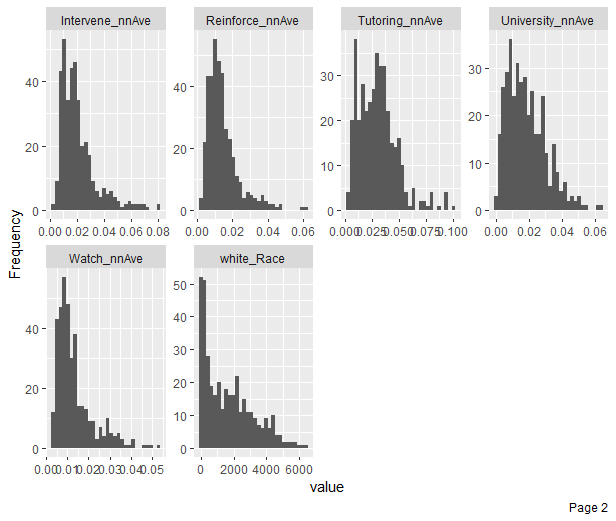 Intervene_nnAve
Reinforce_nnAve
Tutoring_nnAve
University_nnAve
40
20
0
0.00 0.02 0.04 0.06 0.08
40
20
0
0.00 0.02 0.04 0.06
30
20
10
0
0.000 0.025 0.050 0.075 0.100
30
20
10
0
0.00 0.02 0.04 0.06
Frequency
Watch_nnAve
white_Race
40
20
0
0.00 0.01 0.02 0.03 0.04 0.05
50
40
30
20
10
0
0 2000 4000 6000
value
Page 2